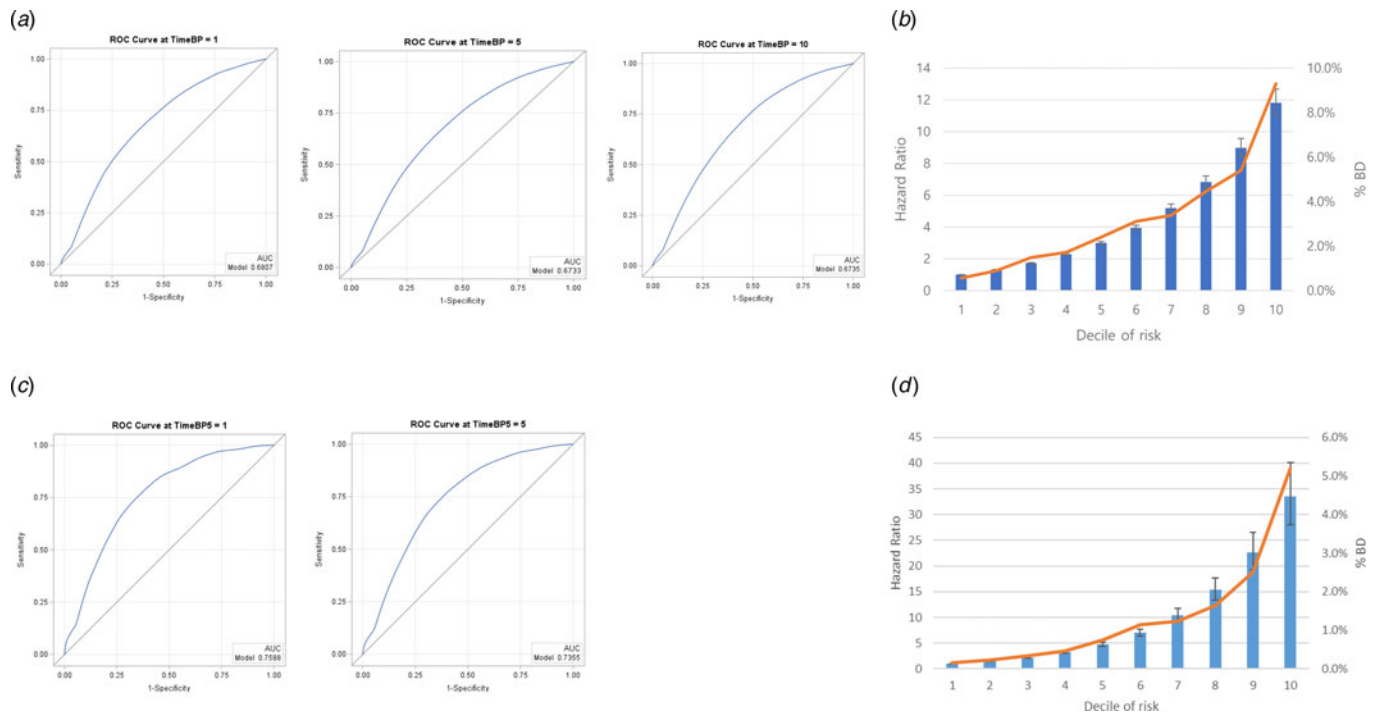 (a)
ROC Curve at TimeBP = 1
1.00
0.75
0.50
0.25
0.00
Sensitivity
0.00 0.25 0.50 0.75 1.00
1-Specificity
AUC
Model 0.6807
ROC Curve at TimeBP = 5
1.00
0.75
0.50
0.25
0.00
Sensitivity
0.00 0.25 0.50 0.75 1.00
1-Specificity
AUC
Model 0.6733
ROC Curve at TimeBP = 10
1.00
0.75
0.50
0.25
0.00
Sensitivity
0.00 0.25 0.50 0.75 1.00
1-Specificity
AUC
Model 0.6735
(b)
14
12
10
8
6
4
2
0
Hazard Ratio
10.0%
8.0%
6.0%
4.0%
2.0%
0.0%
% BD
1 2 3 4 5 6 7 8 9 10
Decile of risk
(c)
ROC Curve at TimeBP5 = 1
1.00
0.75
0.50
0.25
0.00
Sensitivity
0.00 0.25 0.50 0.75 1.00
1-Specificity
AUC
Model 0.7588
ROC Curve at TimeBP5 = 5
1.00
0.75
0.50
0.25
0.00
Sensitivity
0.00 0.25 0.50 0.75 1.00
1-Specificity
AUC
Model 0.7355
(d)
45
40
35
30
25
20
15
10
5
0
Hazard Ratio
6.0%
5.0%
4.0%
3.0%
2.0%
1.0%
0.0%
% BD
1 2 3 4 5 6 7 8 9 10
Decile of risk